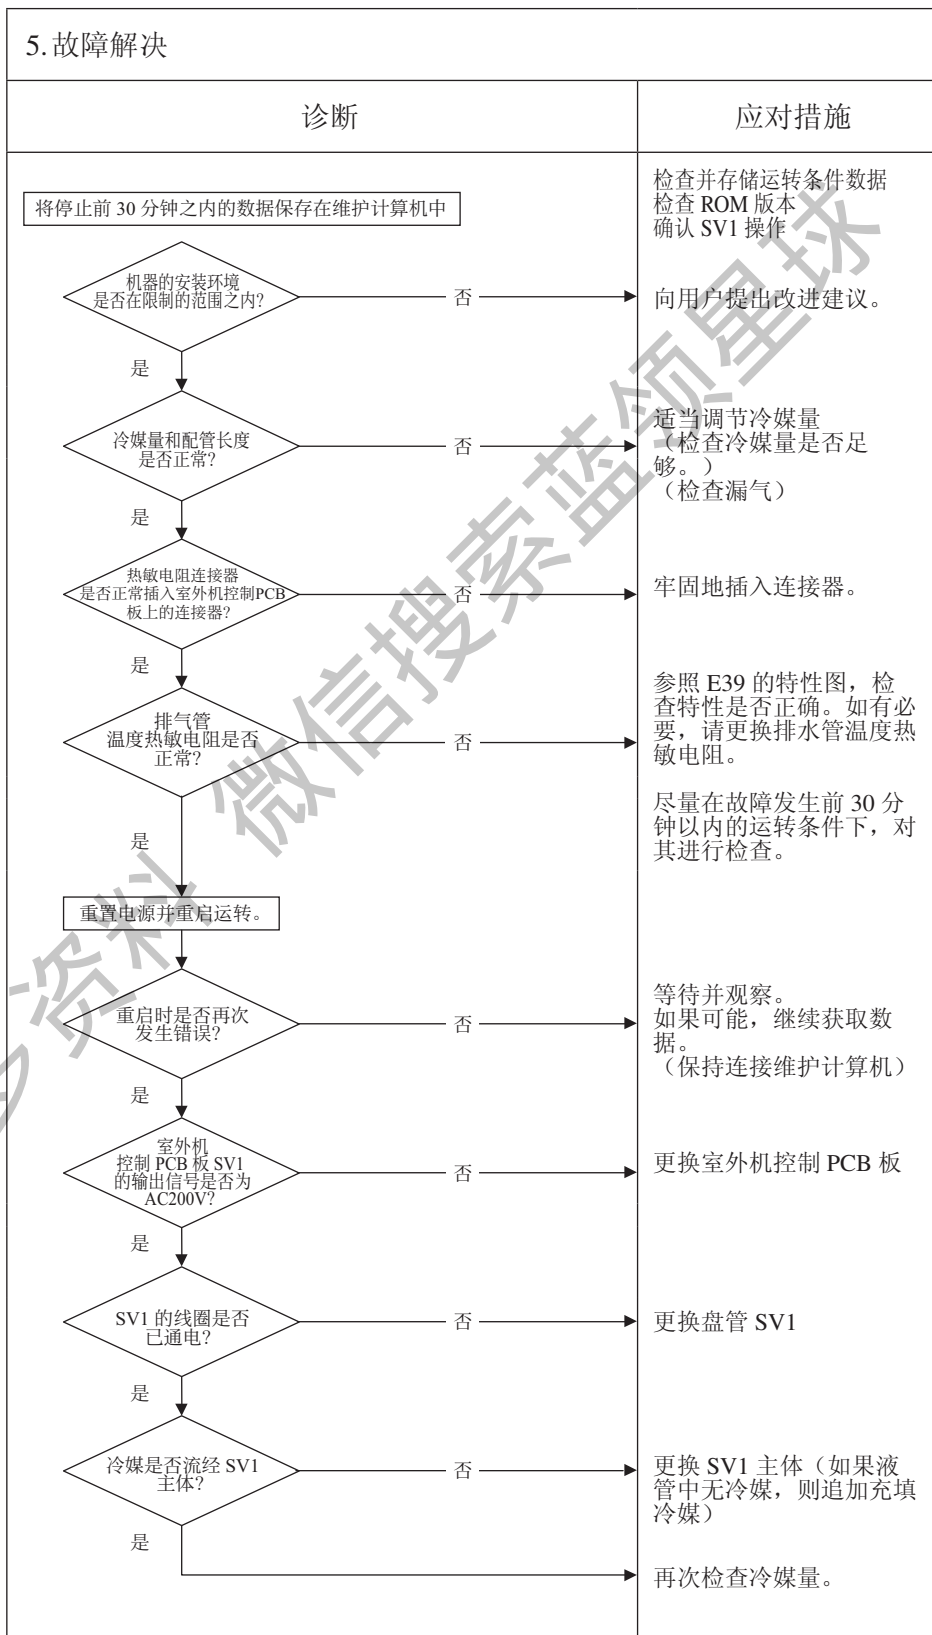 5.故障解决
诊断
应对措施
将停止前 30 分钟之内的数据保存在维护计算机中
检查并存储运转条件数据
检查 ROM 版本
确认 SV1 操作
机器的安装环境
是否在限制的范围之内?
否
向用户提出改进建议。
是
冷媒量和配管长度
是否正常?
否
适当调节冷媒量
（检查冷媒量是否足
够。）
（检查漏气）
是
热敏电阻连接器
是否正常插入室外机控制PCB
板上的连接器?
否
牢固地插入连接器。
是
排气管
温度热敏电阻是否
正常?
否
参照 E39 的特性图，检
查特性是否正确。如有必
要，请更换排水管温度热
敏电阻。
尽量在故障发生前 30 分
钟以内的运转条件下，对
其进行检查。
是
重置电源并重启运转。
重启时是否再次
发生错误?
否
等待并观察。
如果可能，继续获取数
据。
（保持连接维护计算机）
是
室外机
控制 PCB 板 SV1
的输出信号是否为
AC200V?
否
更换室外机控制 PCB 板
是
SV1 的线圈是否
已通电?
否
更换盘管 SV1
是
冷媒是否流经 SV1
主体?
否
更换 SV1 主体（如果液
管中无冷媒，则追加充填
冷媒）
是
再次检查冷媒量。
资料 微信搜索蓝领星球